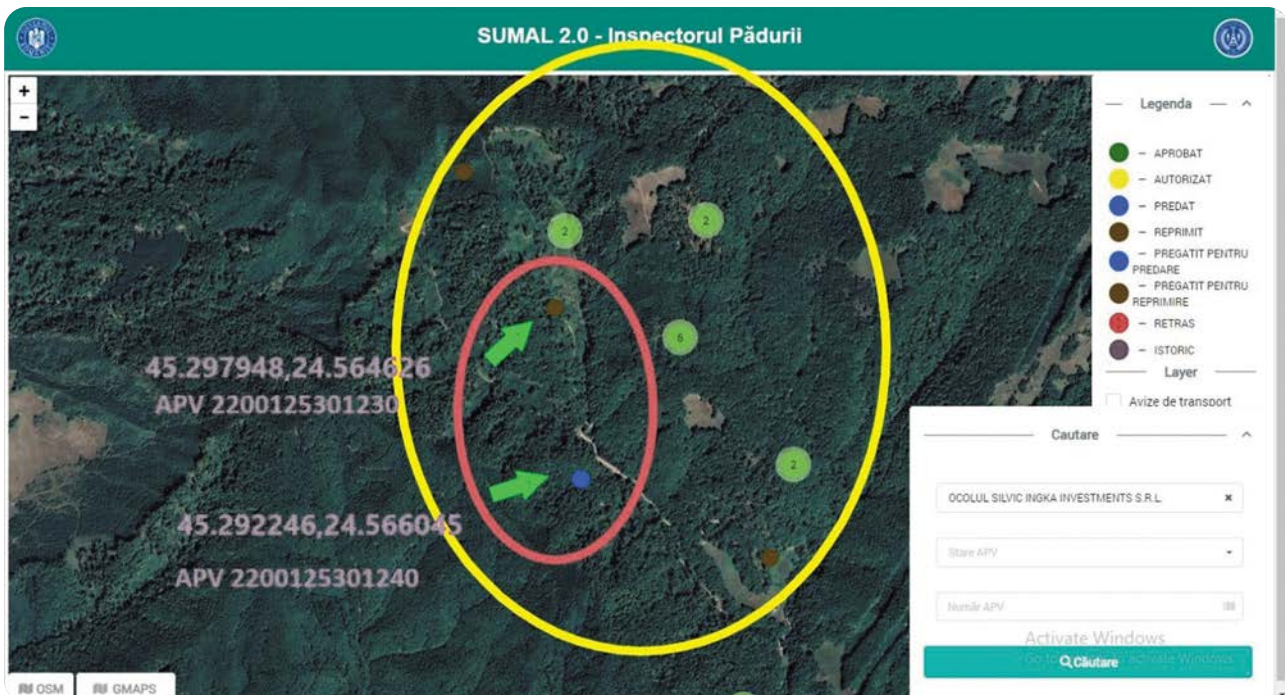 SUMAL 2.0 - Inspectorul Pădurii
+
-
Legenda
- APROBAT
- AUTORIZAT
- PREDAT
- REPRIMIT
- PREGATIT PENTRU
PREDARE
- PREGATIT PENTRU
REPRIMIRE
- RETRAS
- ISTORIC
Layer
Avize de transport
2
2
6
2
45.297948,24.564626
APV 2200125301230
45.292246,24.566045
APV 2200125301240
Cautare
OCOLUL SILVIC INGKA INVESTMENTS S.R.L.
Stare APV
Număr APV
Activate Windows
Căutare
OSM
GMAPS